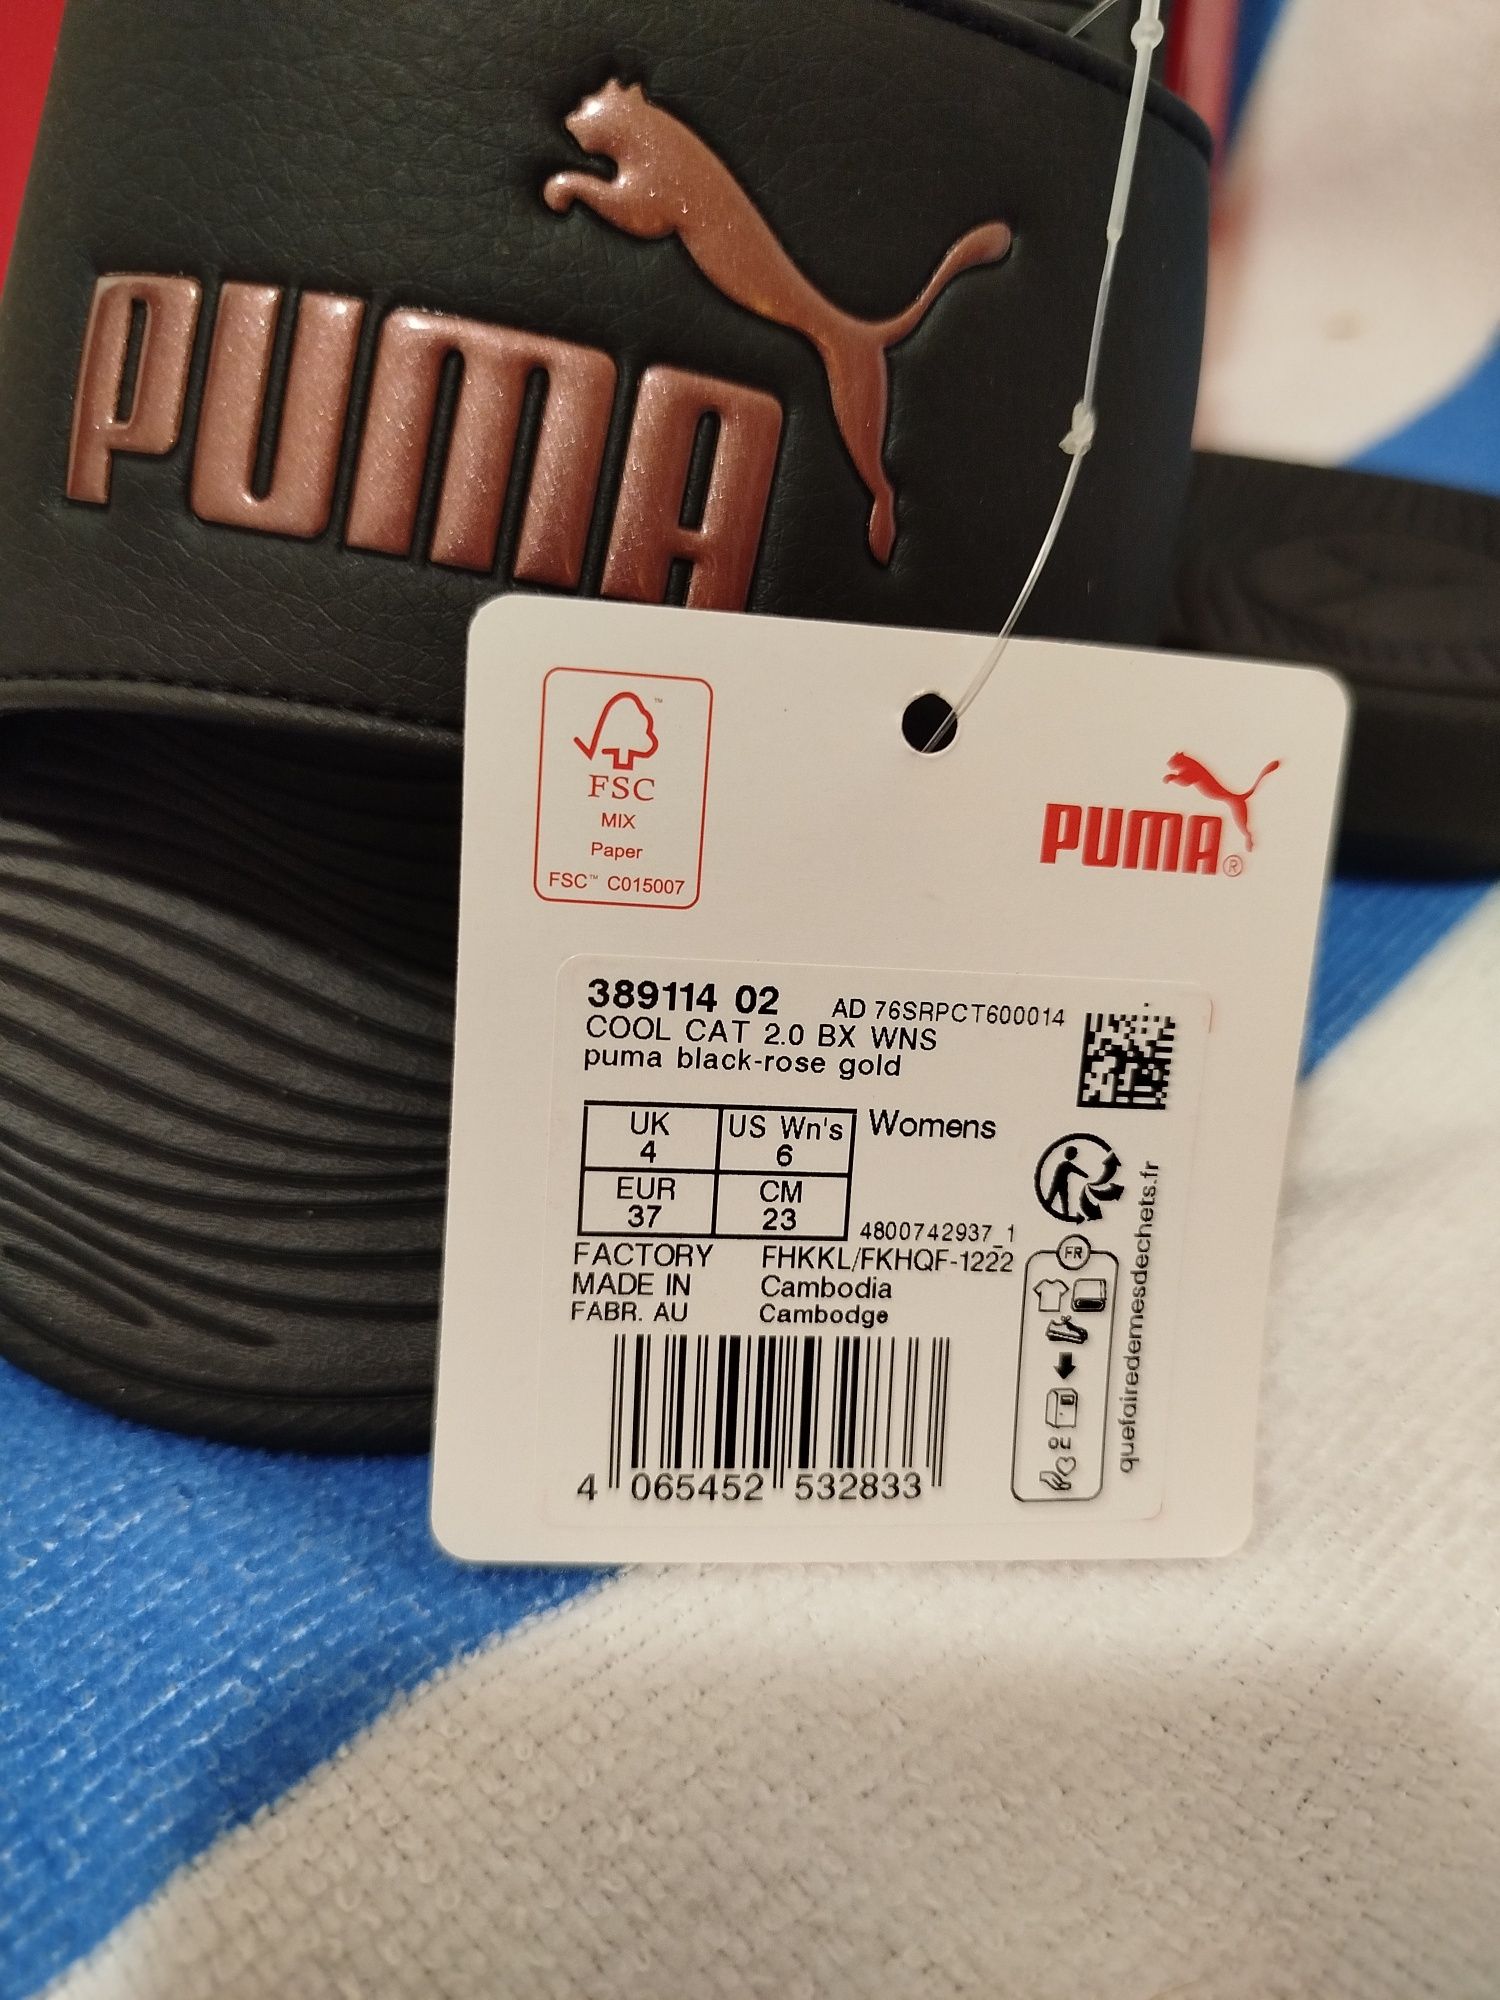 PUMA
FSC™
MIX
Paper
FSC™ C015007
PUMA®
389114 02 AD 76SRPCT600014
COOL CAT 2.0 BX WNS
puma black-rose gold
UK US Wn's Womens
4 6
EUR CM
37 23
4800742937_1
FACTORY FHKKL/FKHQF-1222
MADE IN Cambodia
FABR. AU Cambodge
4 065452 532833
FR
OU
quefairedemesdechets.fr